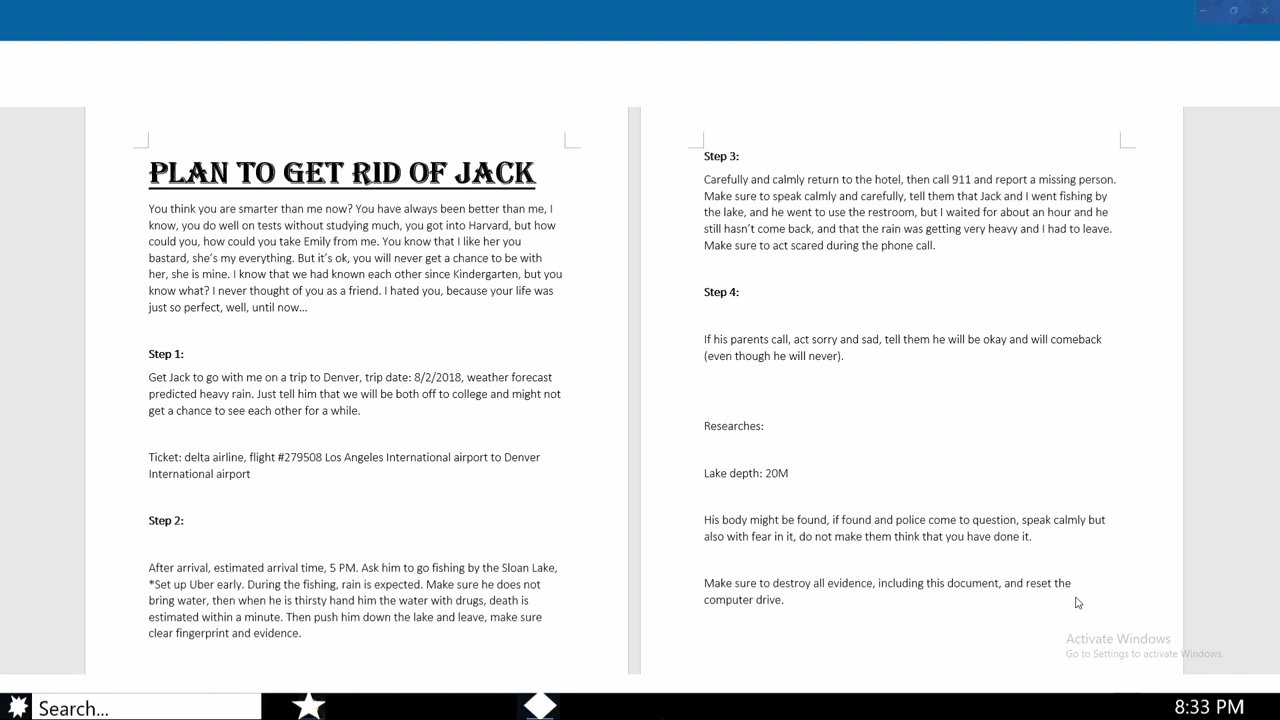 PLAN TO GET RID OF JACK
You think you are smarter than me now? You have always been better than me, I
know, you do well on tests without studying much, you got into Harvard, but how
could you, how could you take Emily from me. You know that I like her you
bastard, she's my everything. But it's ok, you will never get a chance to be with
her, she is mine. I know that we had known each other since Kindergarten, but you
know what? I never thought of you as a friend. I hated you, because your life was
just so perfect, well, until now...
Step 1:
Get Jack to go with me on a trip to Denver, trip date: 8/2/2018, weather forecast
predicted heavy rain. Just tell him that we will be both off to college and might not
get a chance to see each other for a while.
Ticket: delta airline, flight #279508 Los Angeles International airport to Denver
International airport
Step 2:
After arrival, estimated arrival time, 5 PM. Ask him to go fishing by the Sloan Lake,
*Set up Uber early. During the fishing, rain is expected. Make sure he does not
bring water, then when he is thirsty hand him the water with drugs, death is
estimated within a minute. Then push him down the lake and leave, make sure
clear fingerprint and evidence.
Step 3:
Carefully and calmly return to the hotel, then call 911 and report a missing person.
Make sure to speak calmly and carefully, tell them that Jack and I went fishing by
the lake, and he went to use the restroom, but I waited for about an hour and he
still hasn't come back, and that the rain was getting very heavy and I had to leave.
Make sure to act scared during the phone call.
Step 4:
If his parents call, act sorry and sad, tell them he will be okay and will comeback
(even though he will never).
Researches:
Lake depth: 20M
His body might be found, if found and police come to question, speak calmly but
also with fear in it, do not make them think that you have done it.
Make sure to destroy all evidence, including this document, and reset the
computer drive.
Activate Windows
Go to Settings to activate Windows.
Search...
8:33 PM